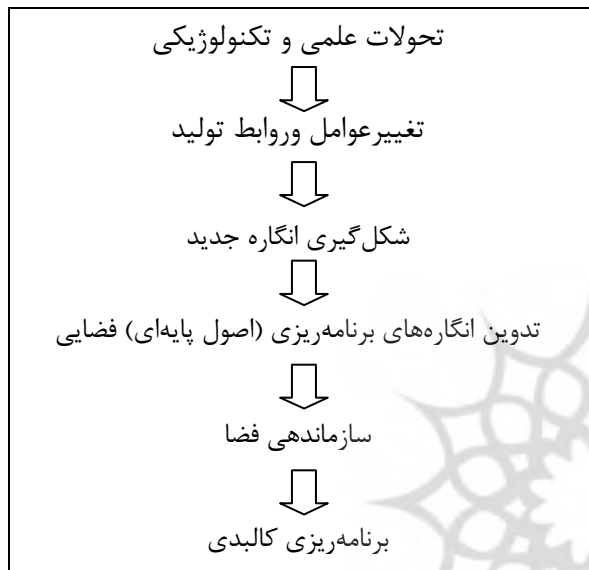 تحولات علمی و تکنولوژیکی
تغییرعوامل وروابط تولید
شکل‌گیری انگاره جدید
تدوین انگاره‌های برنامه‌ریزی (اصول پایه‌ای) فضایی
سازماندهی فضا
برنامه‌ریزی کالبدی